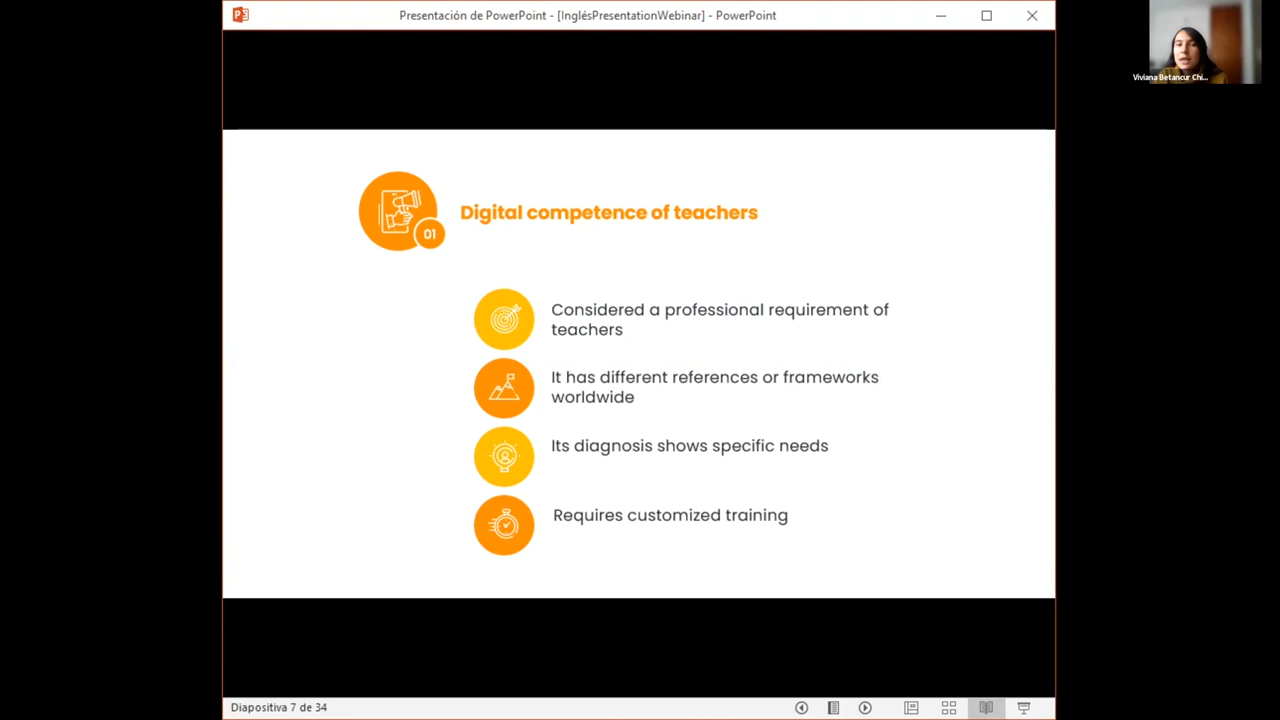 Presentación de PowerPoint - [InglésPresentationWebinar] - PowerPoint
Viviana Betancur Chi...
01
Digital competence of teachers
Considered a professional requirement of
teachers
It has different references or frameworks
worldwide
Its diagnosis shows specific needs
Requires customized training
Diapositiva 7 de 34